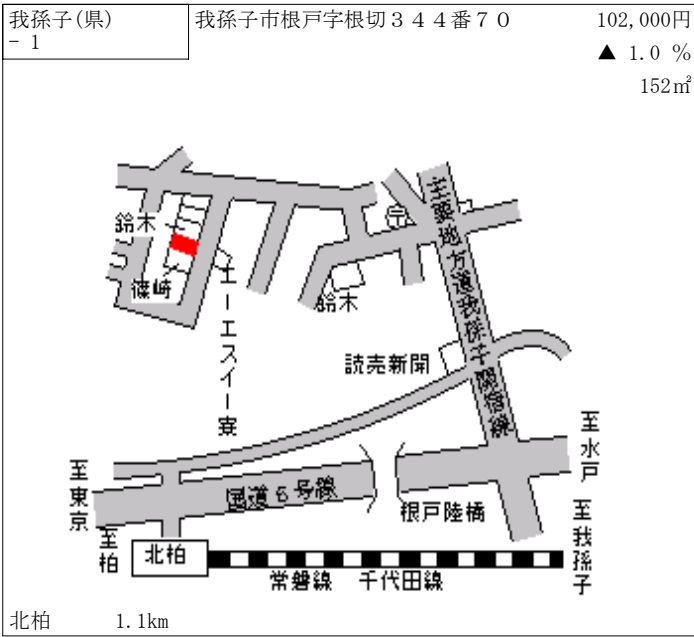 我孫子(県)
- 1
我孫子市根戸字根切３４４番７０
102,000円
▲ 1.0 %
152㎡
鈴木
篠崎
エーエスイー寮
鈴木
〒
主要地方道我孫子関宿線
読売新聞
至水戸
至東京
国道６号線
根戸陸橋
至柏
北柏
至我孫子
常磐線 千代田線
北柏 1.1km